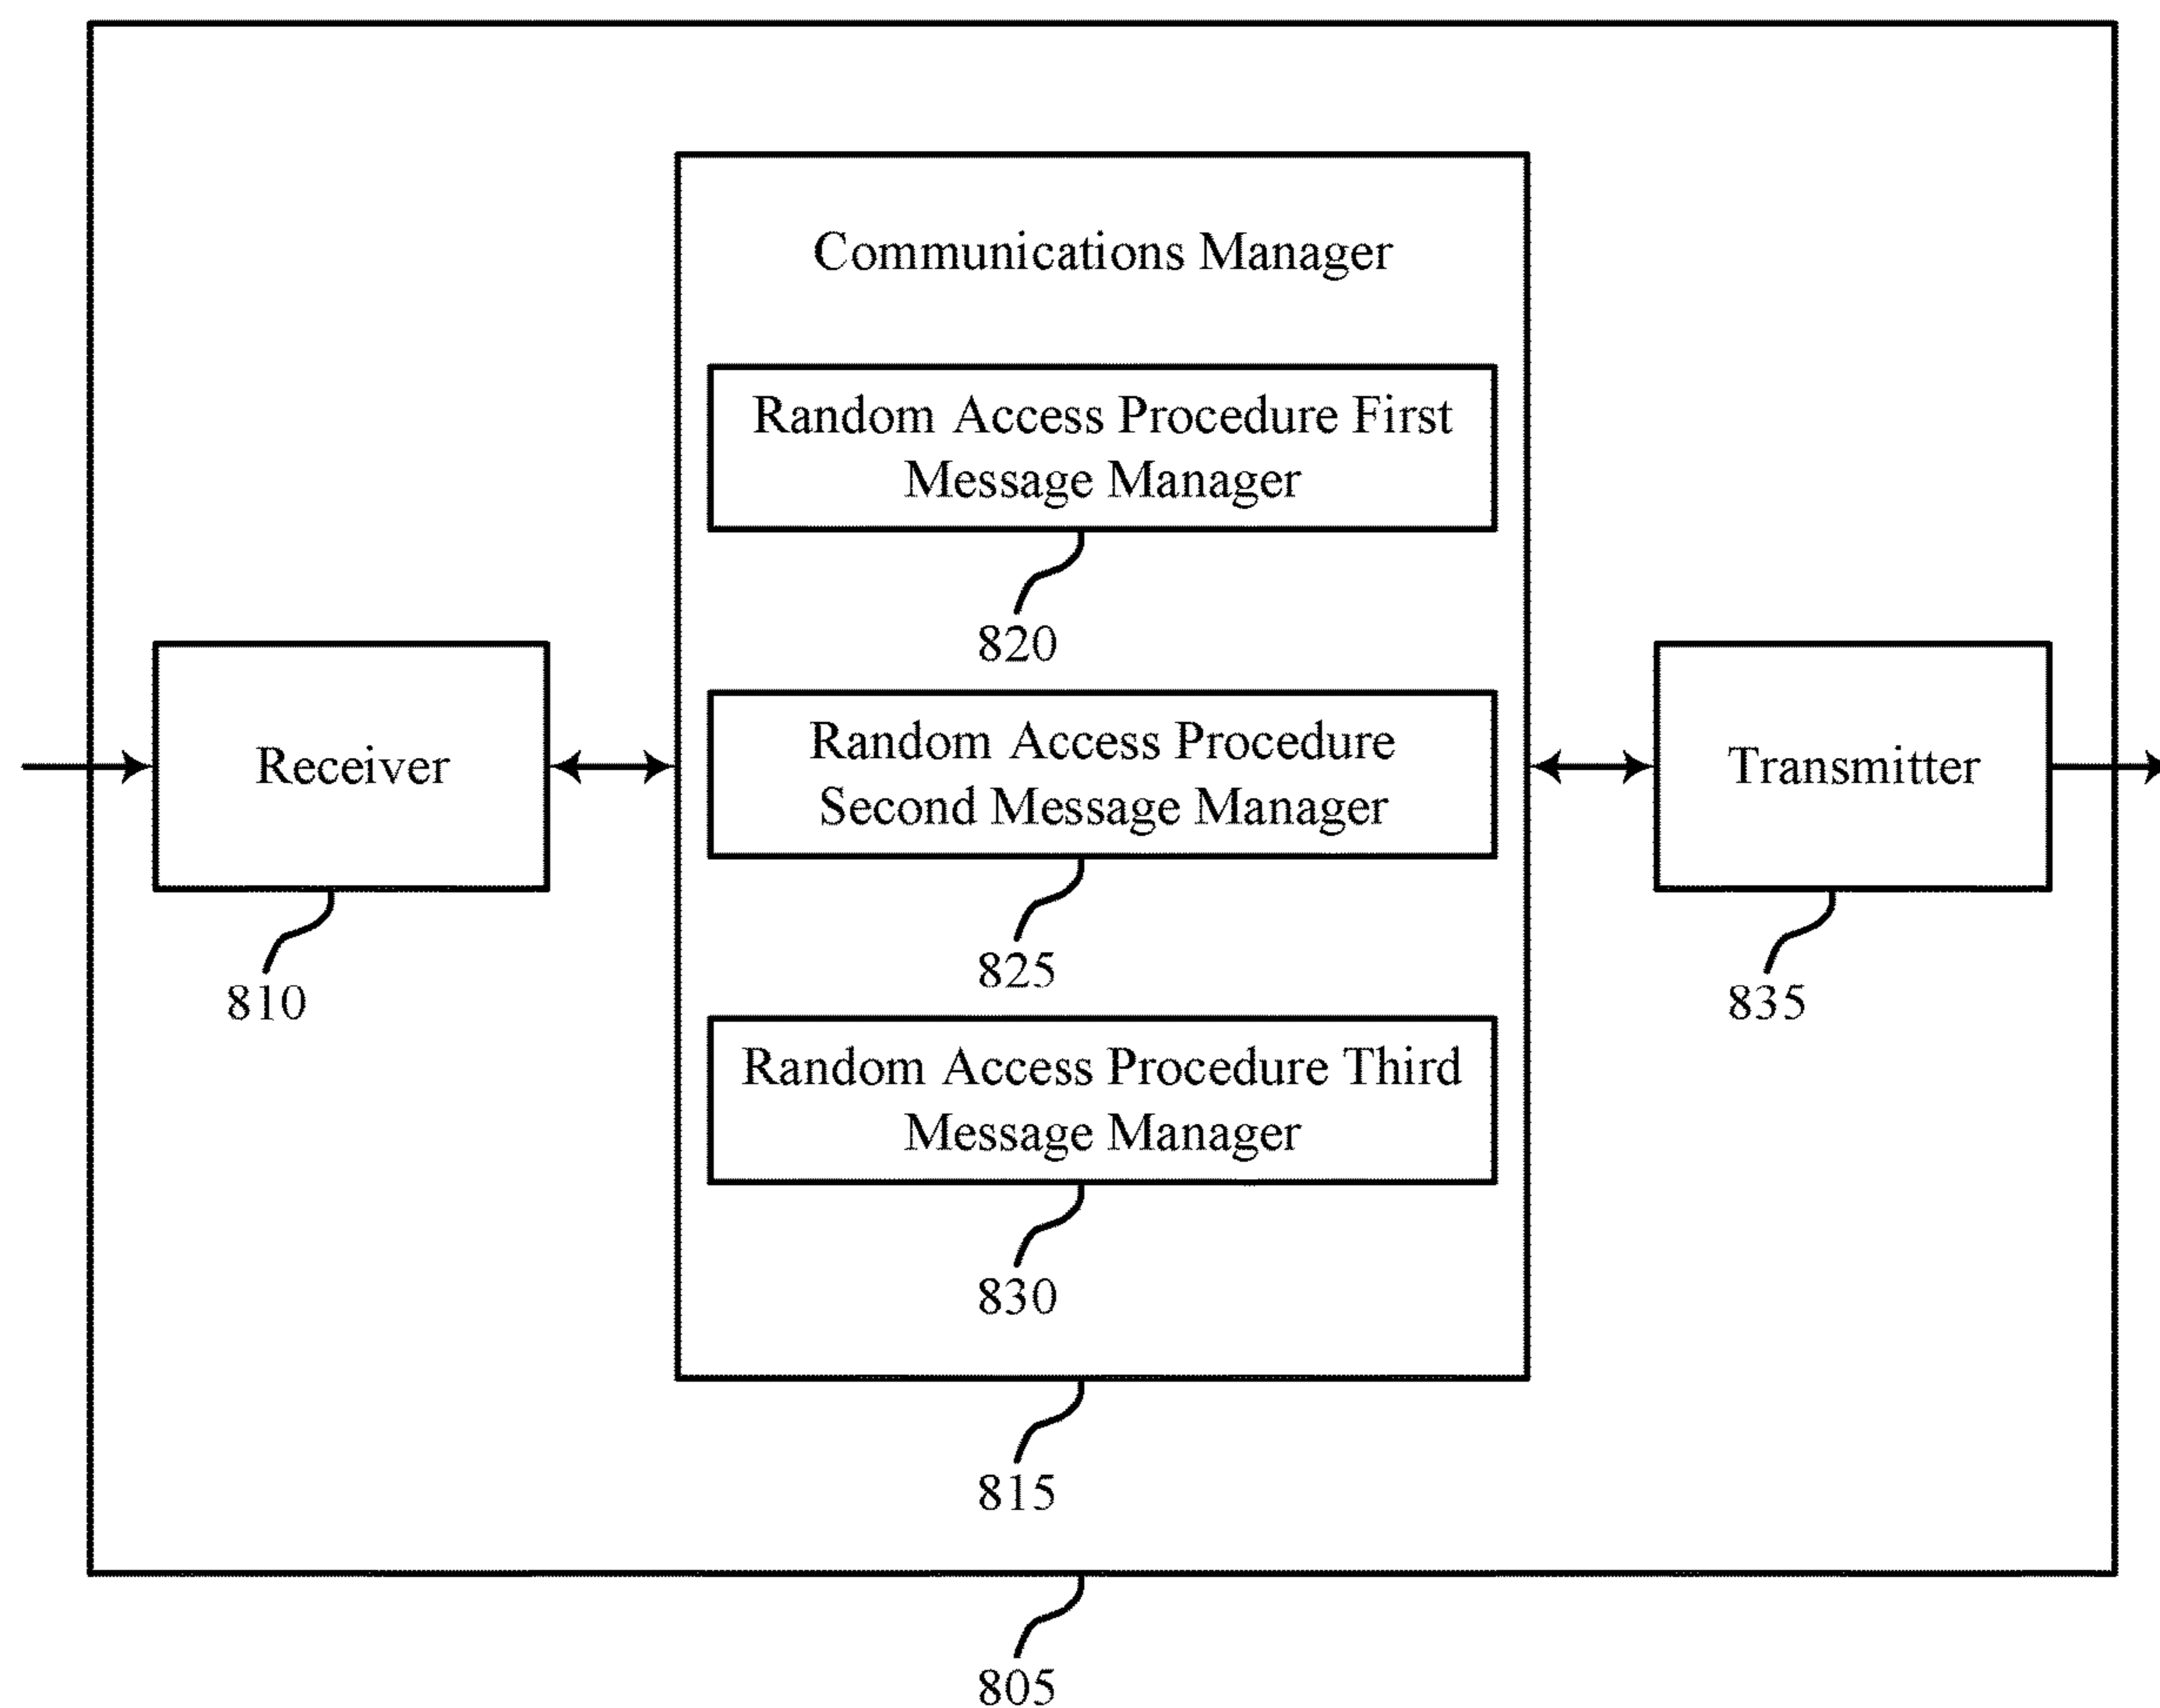 Communications Manager
Random Access Procedure First
Message Manager
820
Receiver
810
Random Access Procedure
Second Message Manager
825
Transmitter
835
Random Access Procedure Third
Message Manager
830
815
805